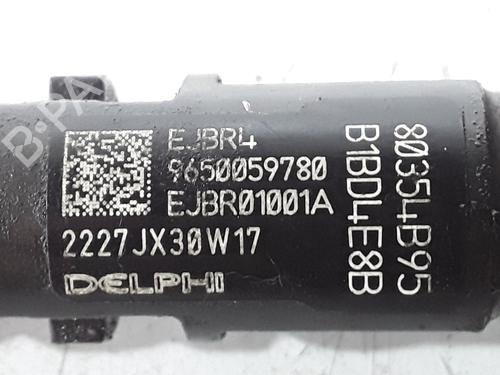 EJBR4
9650059780
EJBR01001A
2227JX30W17
DELPHI
80354B95
B1BD4E8B
B-PA